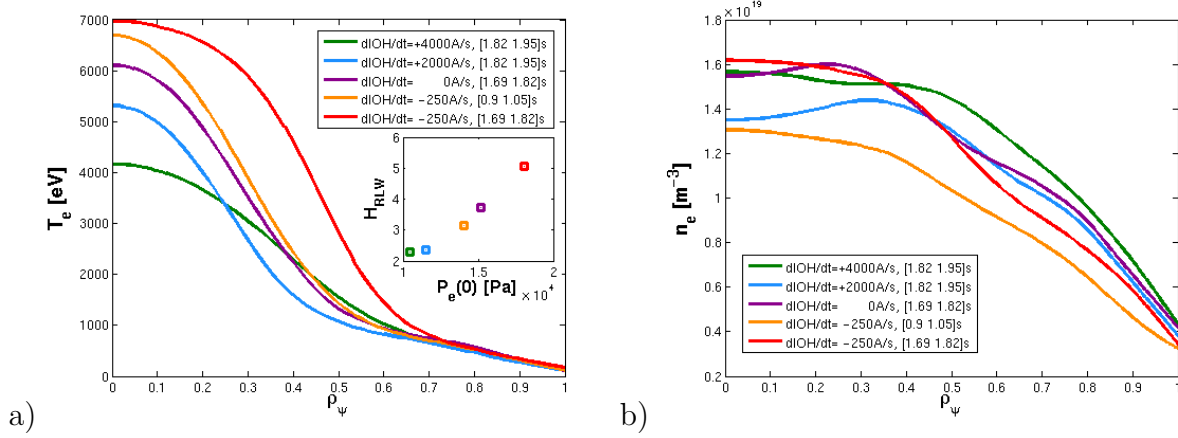 7000
6000
5000
4000
3000
2000
1000
0
T_e [eV]
0 0.1 0.2 0.3 0.4 0.5 0.6 0.7 0.8 0.9 1
ρ_ψ
dIOH/dt=+4000A/s, [1.82 1.95]s
dIOH/dt=+2000A/s, [1.82 1.95]s
dIOH/dt= 0A/s, [1.69 1.82]s
dIOH/dt= −250A/s, [0.9 1.05]s
dIOH/dt= −250A/s, [1.69 1.82]s
6
5
4
3
2
H_RLW
1 1.5 2
P_e(0) [Pa] × 10^4
a)
× 10^19
1.8
1.6
1.4
1.2
1
0.8
0.6
0.4
0.2
n_e [m^−3]
dIOH/dt=+4000A/s, [1.82 1.95]s
dIOH/dt=+2000A/s, [1.82 1.95]s
dIOH/dt= 0A/s, [1.69 1.82]s
dIOH/dt= −250A/s, [0.9 1.05]s
dIOH/dt= −250A/s, [1.69 1.82]s
0 0.1 0.2 0.3 0.4 0.5 0.6 0.7 0.8 0.9 1
ρ_ψ
b)